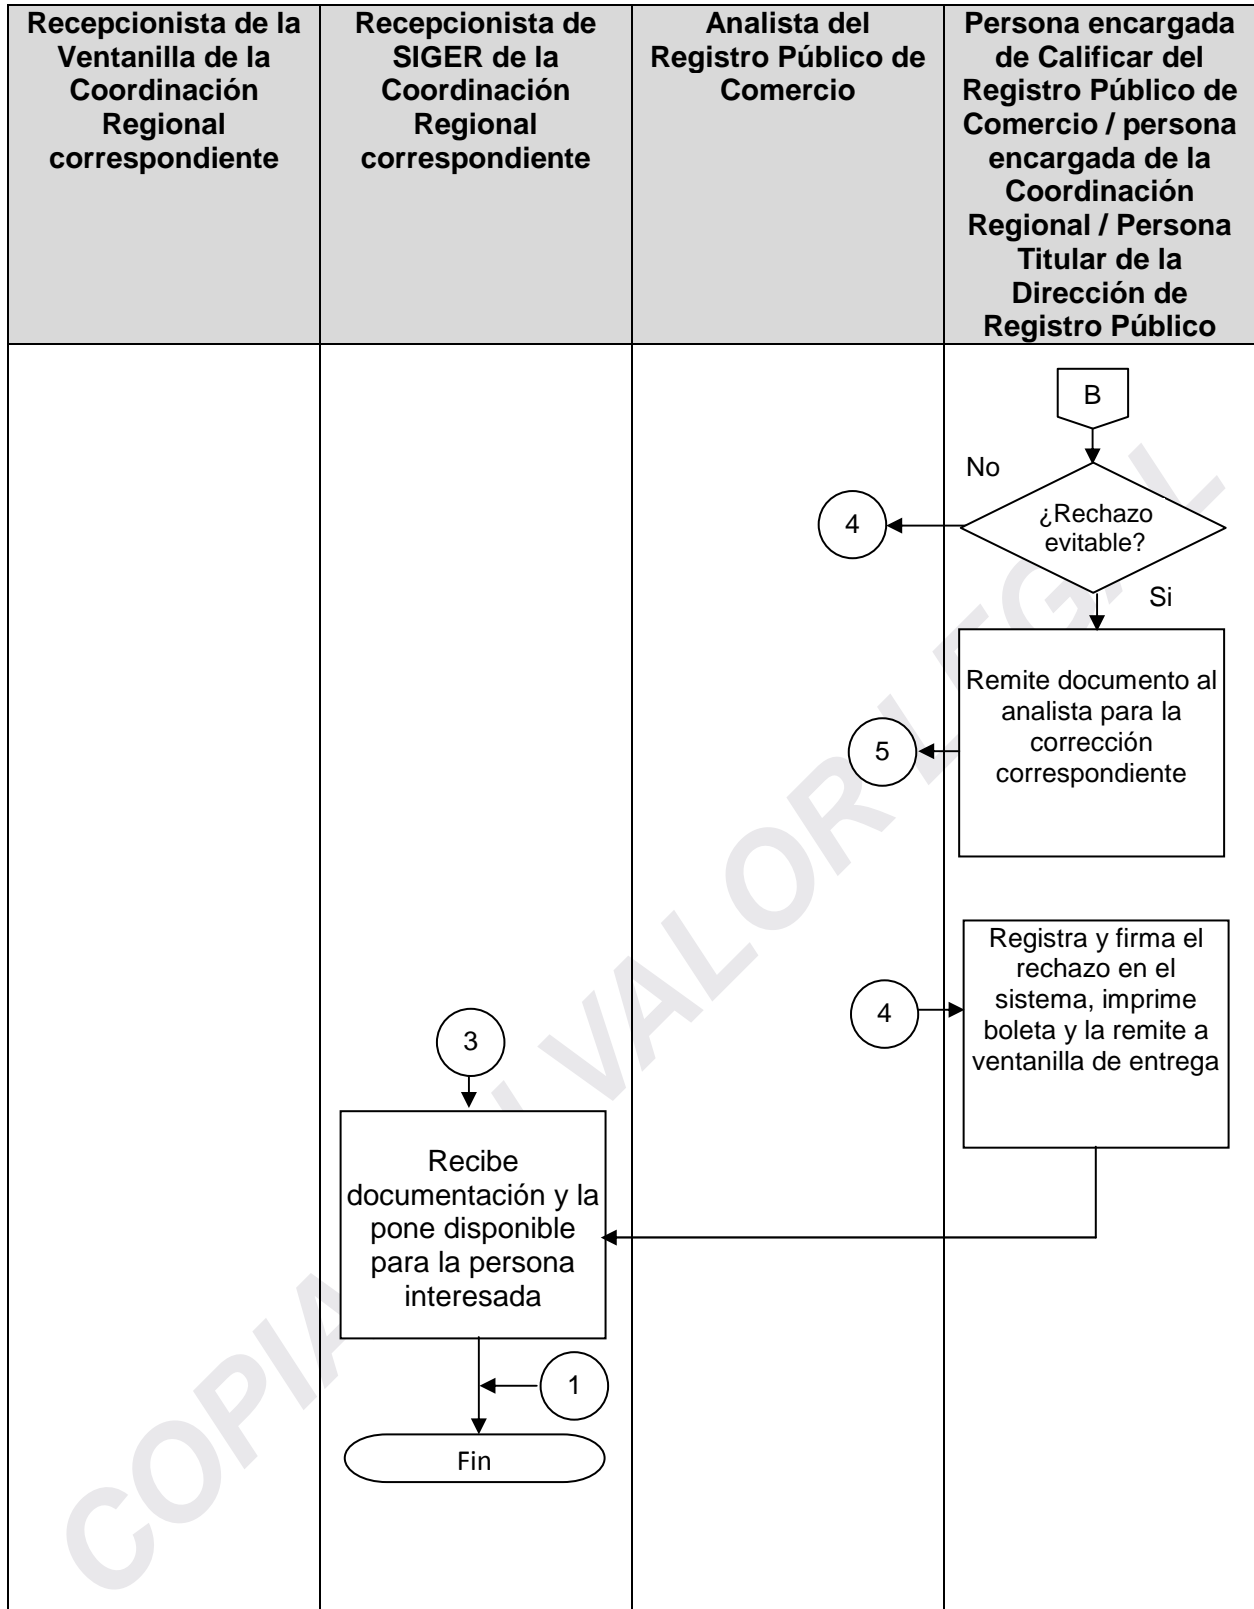 Recepcionista de la
Ventanilla de la
Coordinación
Regional
correspondiente
Recepcionista de
SIGER de la
Coordinación
Regional
correspondiente
Analista del
Registro Público de
Comercio
Persona encargada
de Calificar del
Registro Público de
Comercio / persona
encargada de la
Coordinación
Regional / Persona
Titular de la
Dirección de
Registro Público
B
No
¿Rechazo
evitable?
4
Si
Remite documento al
analista para la
corrección
correspondiente
5
Registra y firma el
rechazo en el
sistema, imprime
boleta y la remite a
ventanilla de entrega
4
3
Recibe
documentación y la
pone disponible
para la persona
interesada
1
Fin
COPIA VALOR LEGAL